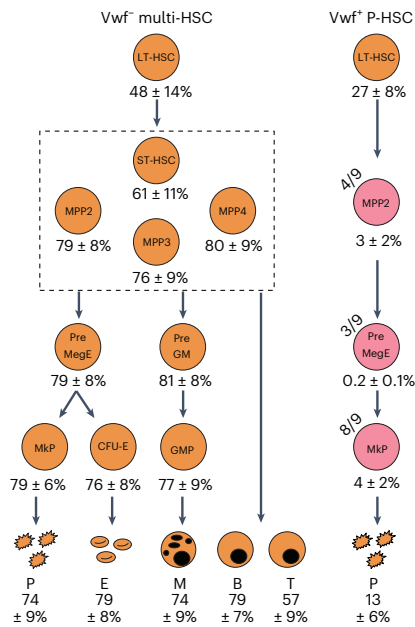 Vwf⁻ multi-HSC
LT-HSC
48 ± 14%
ST-HSC
61 ± 11%
MPP2
79 ± 8%
MPP4
80 ± 9%
MPP3
76 ± 9%
Pre
MegE
79 ± 8%
Pre
GM
81 ± 8%
MkP
79 ± 6%
CFU-E
76 ± 8%
GMP
77 ± 9%
P
74
± 9%
E
79
± 8%
M
74
± 9%
B
79
± 7%
T
57
± 9%
Vwf⁺ P-HSC
LT-HSC
27 ± 8%
4/9
MPP2
3 ± 2%
3/9
Pre
MegE
0.2 ± 0.1%
8/9
MkP
4 ± 2%
P
13
± 6%